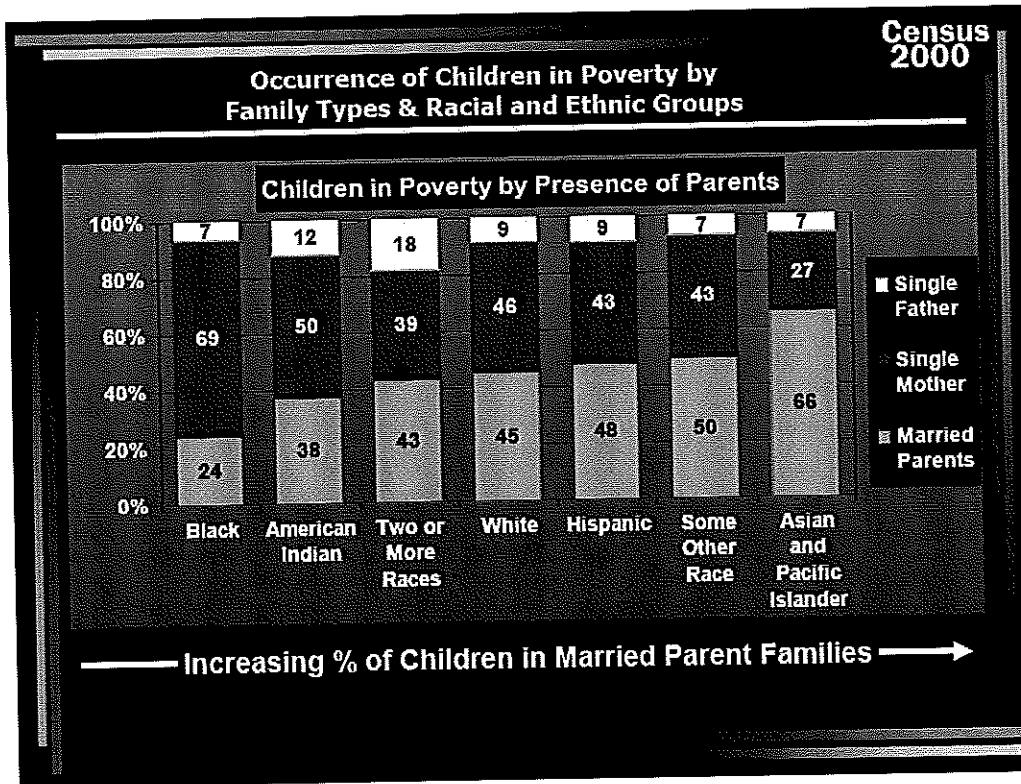 Census
2000
Occurrence of Children in Poverty by
Family Types & Racial and Ethnic Groups
Children in Poverty by Presence of Parents
100%
80%
60%
40%
20%
0%
7
12
18
9
9
7
7
69
50
39
46
43
43
27
24
38
43
45
48
50
66
Single
Father
Single
Mother
Married
Parents
Black
American
Indian
Two or
More
Races
White
Hispanic
Some
Other
Race
Asian
and
Pacific
Islander
Increasing % of Children in Married Parent Families